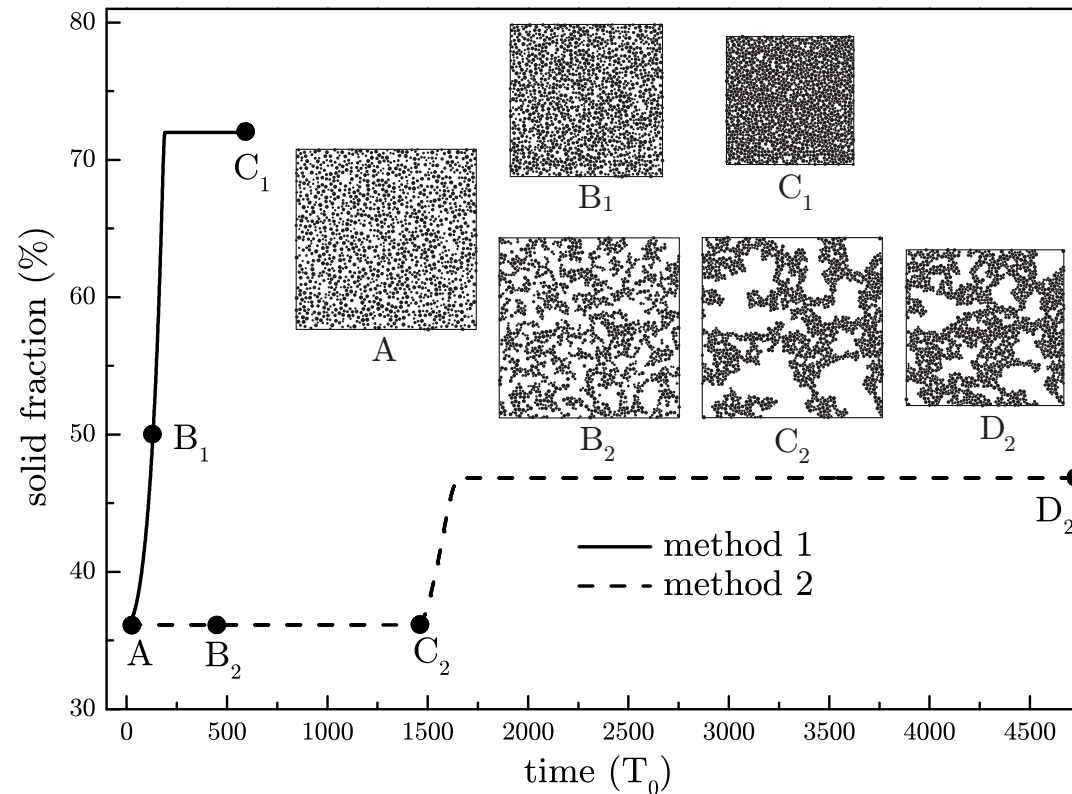 80
70
60
50
40
30
solid fraction (%)
0 500 1000 1500 2000 2500 3000 3500 4000 4500
time (T₀)
A
B₁
C₁
B₂
C₂
D₂
A
B₁
C₁
B₂
C₂
D₂
method 1
method 2